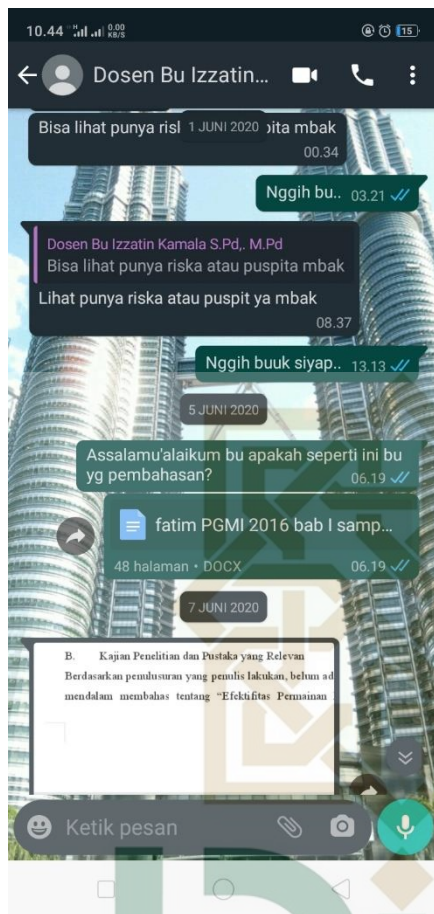 10.44 H 0.00 KB/S 15
Dosen Bu Izzatin...
1 JUNI 2020
Bisa lihat punya risk pita mbak
00.34
Nggih bu.. 03.21
Dosen Bu Izzatin Kamala S.Pd,. M.Pd
Bisa lihat punya riska atau puspita mbak
Lihat punya riska atau puspit ya mbak
08.37
Nggih buuk siyap.. 13.13
5 JUNI 2020
Assalamu'alaikum bu apakah seperti ini bu
yg pembahasan?
06.19
fatim PGMI 2016 bab I samp...
48 halaman • DOCX 06.19
7 JUNI 2020
B. Kajian Penelitian dan Pustaka yang Relevan
Berdasarkan penulusuran yang penulis lakukan, belum ad
mendalam membahas tentang “Efektifitas Permainan
Ketik pesan